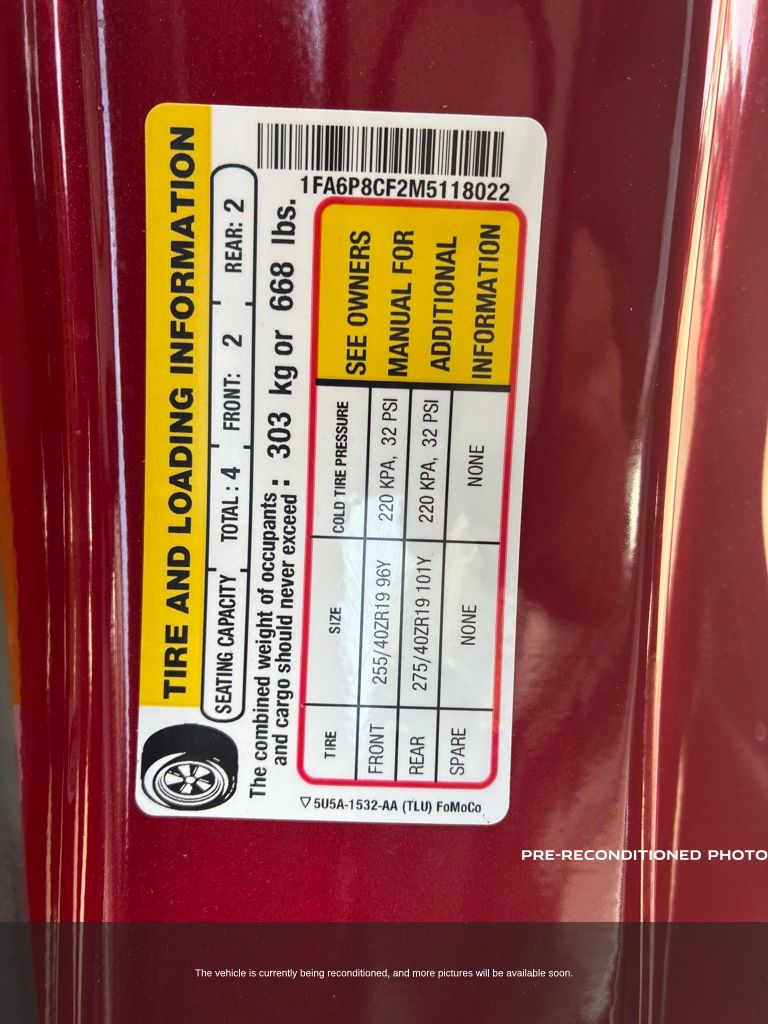 TIRE AND LOADING INFORMATION
SEATING CAPACITY TOTAL : 4 FRONT: 2 REAR: 2
The combined weight of occupants
and cargo should never exceed : 303 kg or 668 lbs.
TIRE SIZE COLD TIRE PRESSURE
FRONT 255/40ZR19 96Y 220 KPA, 32 PSI
REAR 275/40ZR19 101Y 220 KPA, 32 PSI
SPARE NONE NONE
SEE OWNERS
MANUAL FOR
ADDITIONAL
INFORMATION
5U5A-1532-AA (TLU) FoMoCo
1FA6P8CF2M5118022
PRE-RECONDITIONED PHOTO
The vehicle is currently being reconditioned, and more pictures will be available soon.